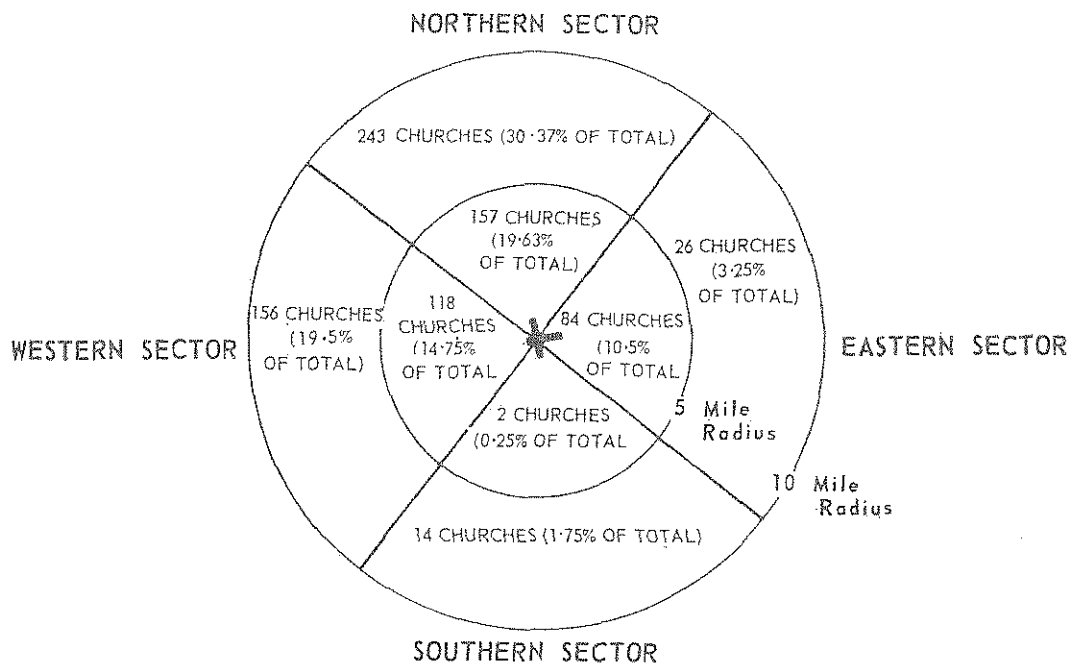 NORTHERN SECTOR
243 CHURCHES (30·37% OF TOTAL)
157 CHURCHES
(19·63%
OF TOTAL)
26 CHURCHES
(3·25%
OF TOTAL)
118
CHURCHES
(14·75%
OF TOTAL
156 CHURCHES
(19·5%
OF TOTAL)
84 CHURCHES
(10·5%
OF TOTAL
WESTERN SECTOR
EASTERN SECTOR
2 CHURCHES
(0·25% OF TOTAL
5 Mile
Radius
10 Mile
Radius
14 CHURCHES (1·75% OF TOTAL)
SOUTHERN SECTOR